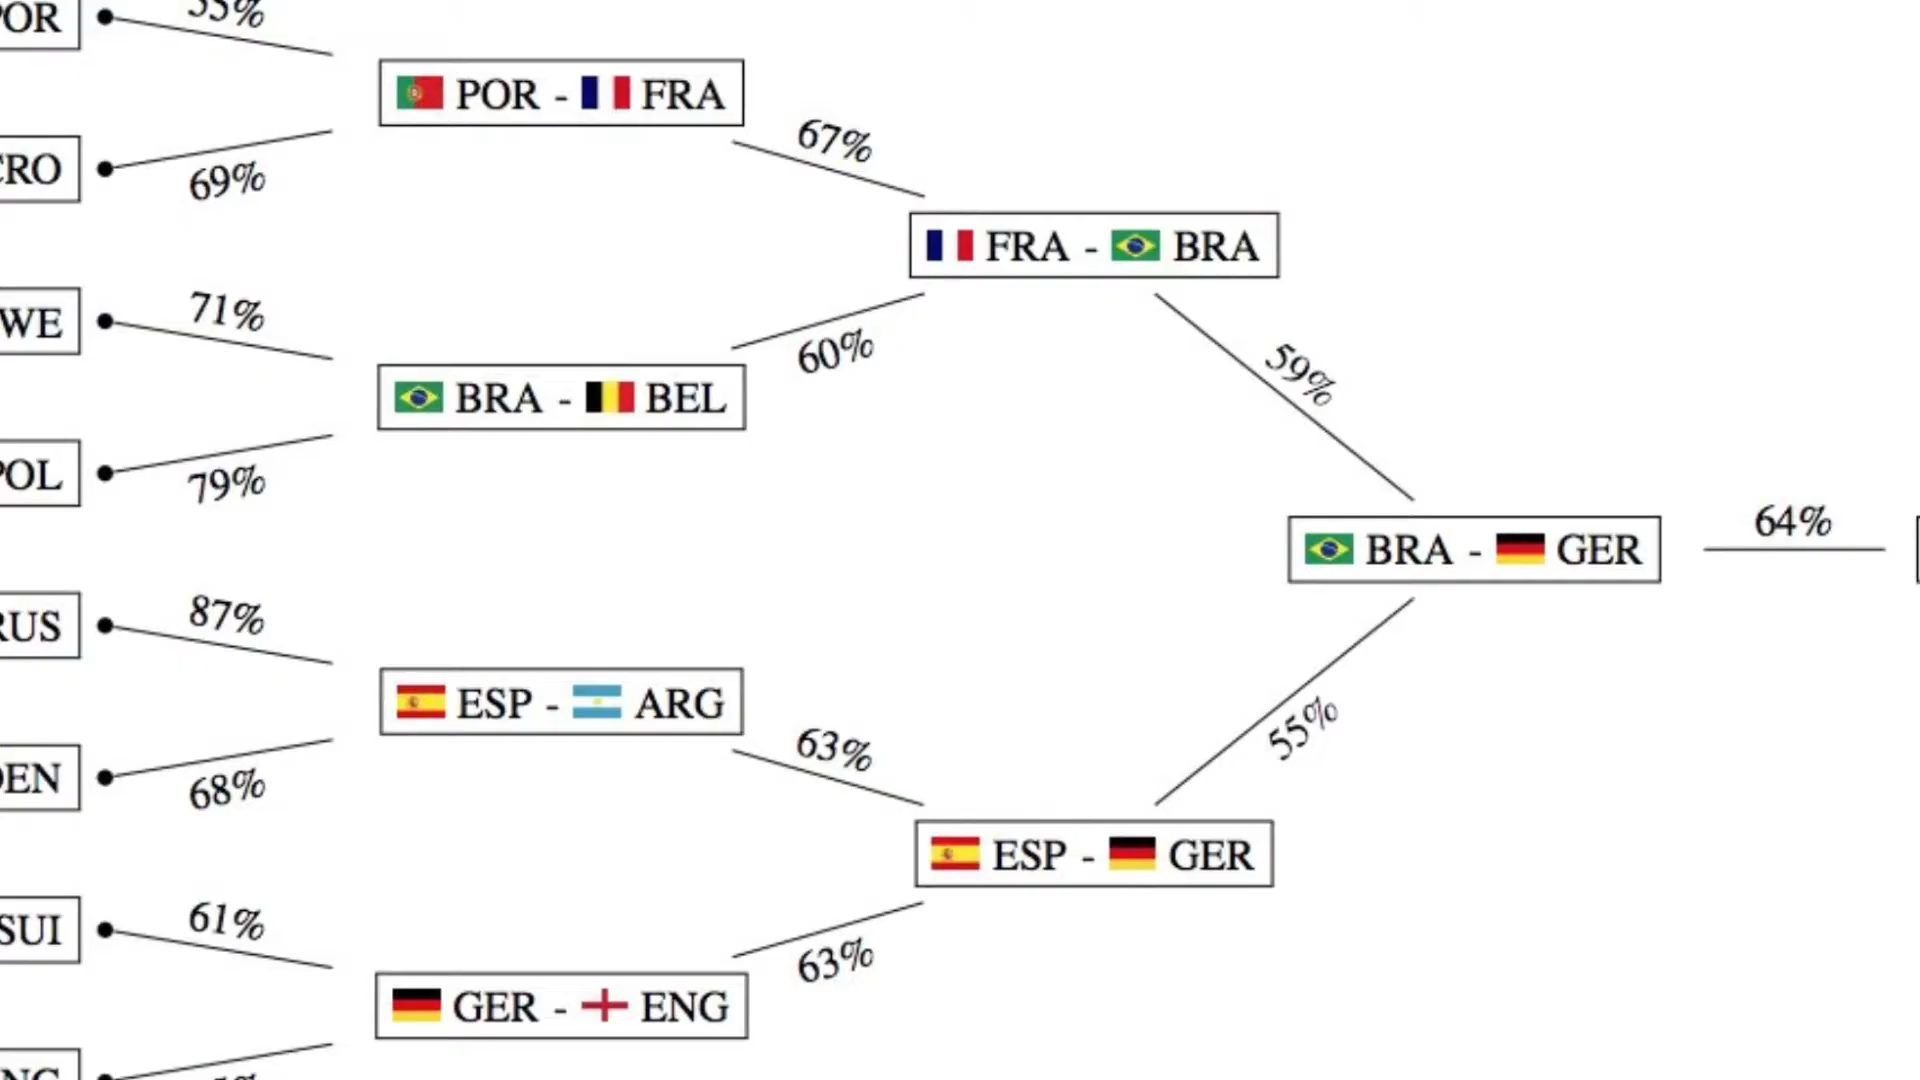 55%
POR - FRA
67%
69%
FRA - BRA
71%
60%
59%
BRA - BEL
79%
64%
BRA - GER
RUS
87%
ESP - ARG
63%
55%
DEN
68%
ESP - GER
SUI
61%
63%
GER - ENG
POR
CRO
POL